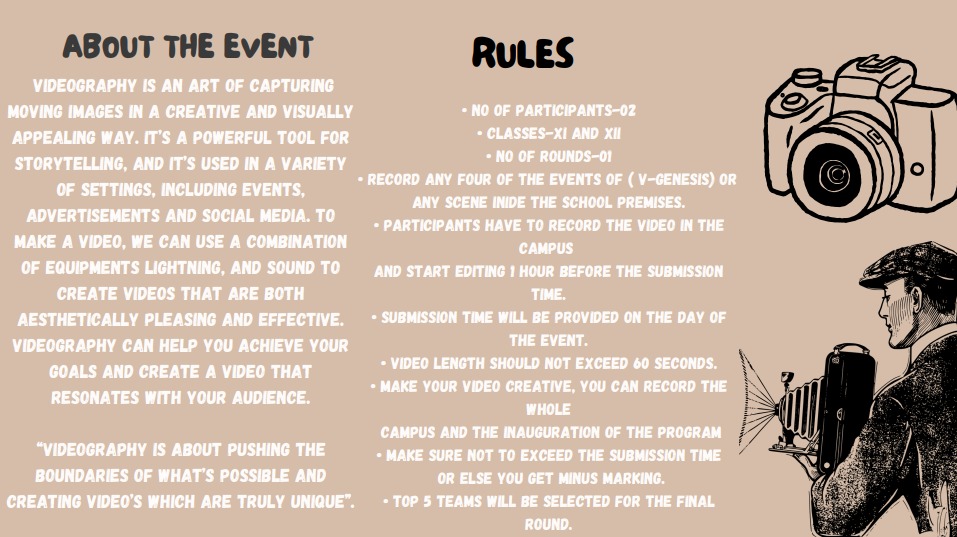 ABOUT THE EVENT
VIDEOGRAPHY IS AN ART OF CAPTURING
MOVING IMAGES IN A CREATIVE AND VISUALLY
APPEALING WAY. IT'S A POWERFUL TOOL FOR
STORYTELLING, AND IT'S USED IN A VARIETY
OF SETTINGS, INCLUDING EVENTS,
ADVERTISEMENTS AND SOCIAL MEDIA. TO
MAKE A VIDEO, WE CAN USE A COMBINATION
OF EQUIPMENTS LIGHTNING, AND SOUND TO
CREATE VIDEOS THAT ARE BOTH
AESTHETICALLY PLEASING AND EFFECTIVE.
VIDEOGRAPHY CAN HELP YOU ACHIEVE YOUR
GOALS AND CREATE A VIDEO THAT
RESONATES WITH YOUR AUDIENCE.
"VIDEOGRAPHY IS ABOUT PUSHING THE
BOUNDARIES OF WHAT'S POSSIBLE AND
CREATING VIDEO'S WHICH ARE TRULY UNIQUE".
RULES
• NO OF PARTICIPANTS-02
• CLASSES-XI AND XII
• NO OF ROUNDS-01
• RECORD ANY FOUR OF THE EVENTS OF ( V-GENESIS) OR
ANY SCENE INIDE THE SCHOOL PREMISES.
• PARTICIPANTS HAVE TO RECORD THE VIDEO IN THE
CAMPUS
AND START EDITING 1 HOUR BEFORE THE SUBMISSION
TIME.
• SUBMISSION TIME WILL BE PROVIDED ON THE DAY OF
THE EVENT.
• VIDEO LENGTH SHOULD NOT EXCEED 60 SECONDS.
• MAKE YOUR VIDEO CREATIVE, YOU CAN RECORD THE
WHOLE
CAMPUS AND THE INAUGURATION OF THE PROGRAM
• MAKE SURE NOT TO EXCEED THE SUBMISSION TIME
OR ELSE YOU GET MINUS MARKING.
• TOP 5 TEAMS WILL BE SELECTED FOR THE FINAL
ROUND.